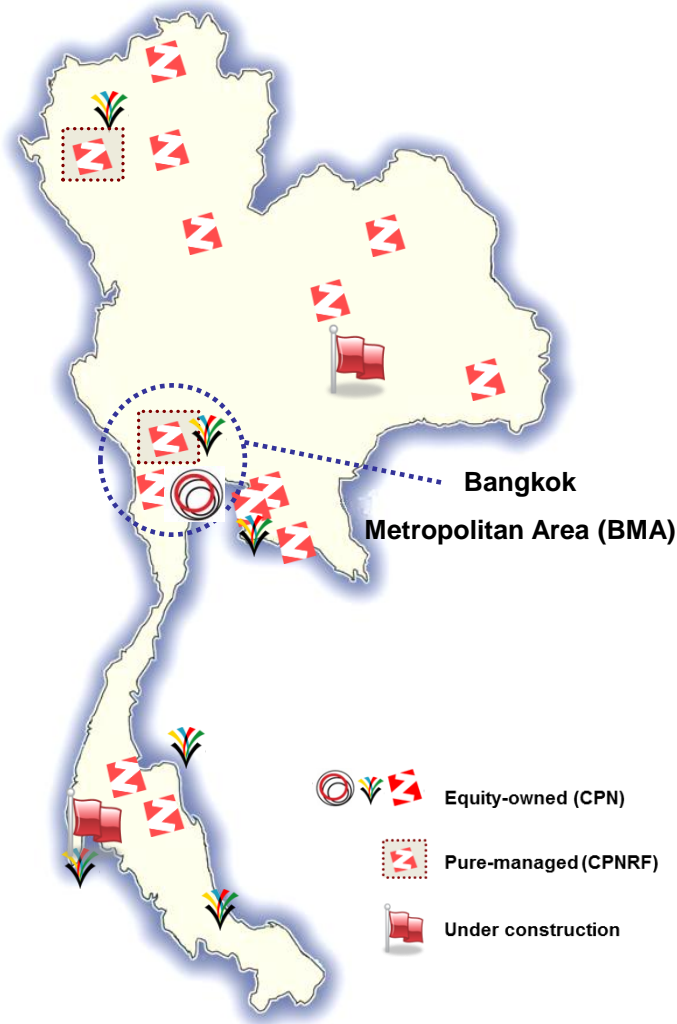 Bangkok
Metropolitan Area (BMA)
Equity-owned (CPN)
Pure-managed (CPNRF)
Under construction